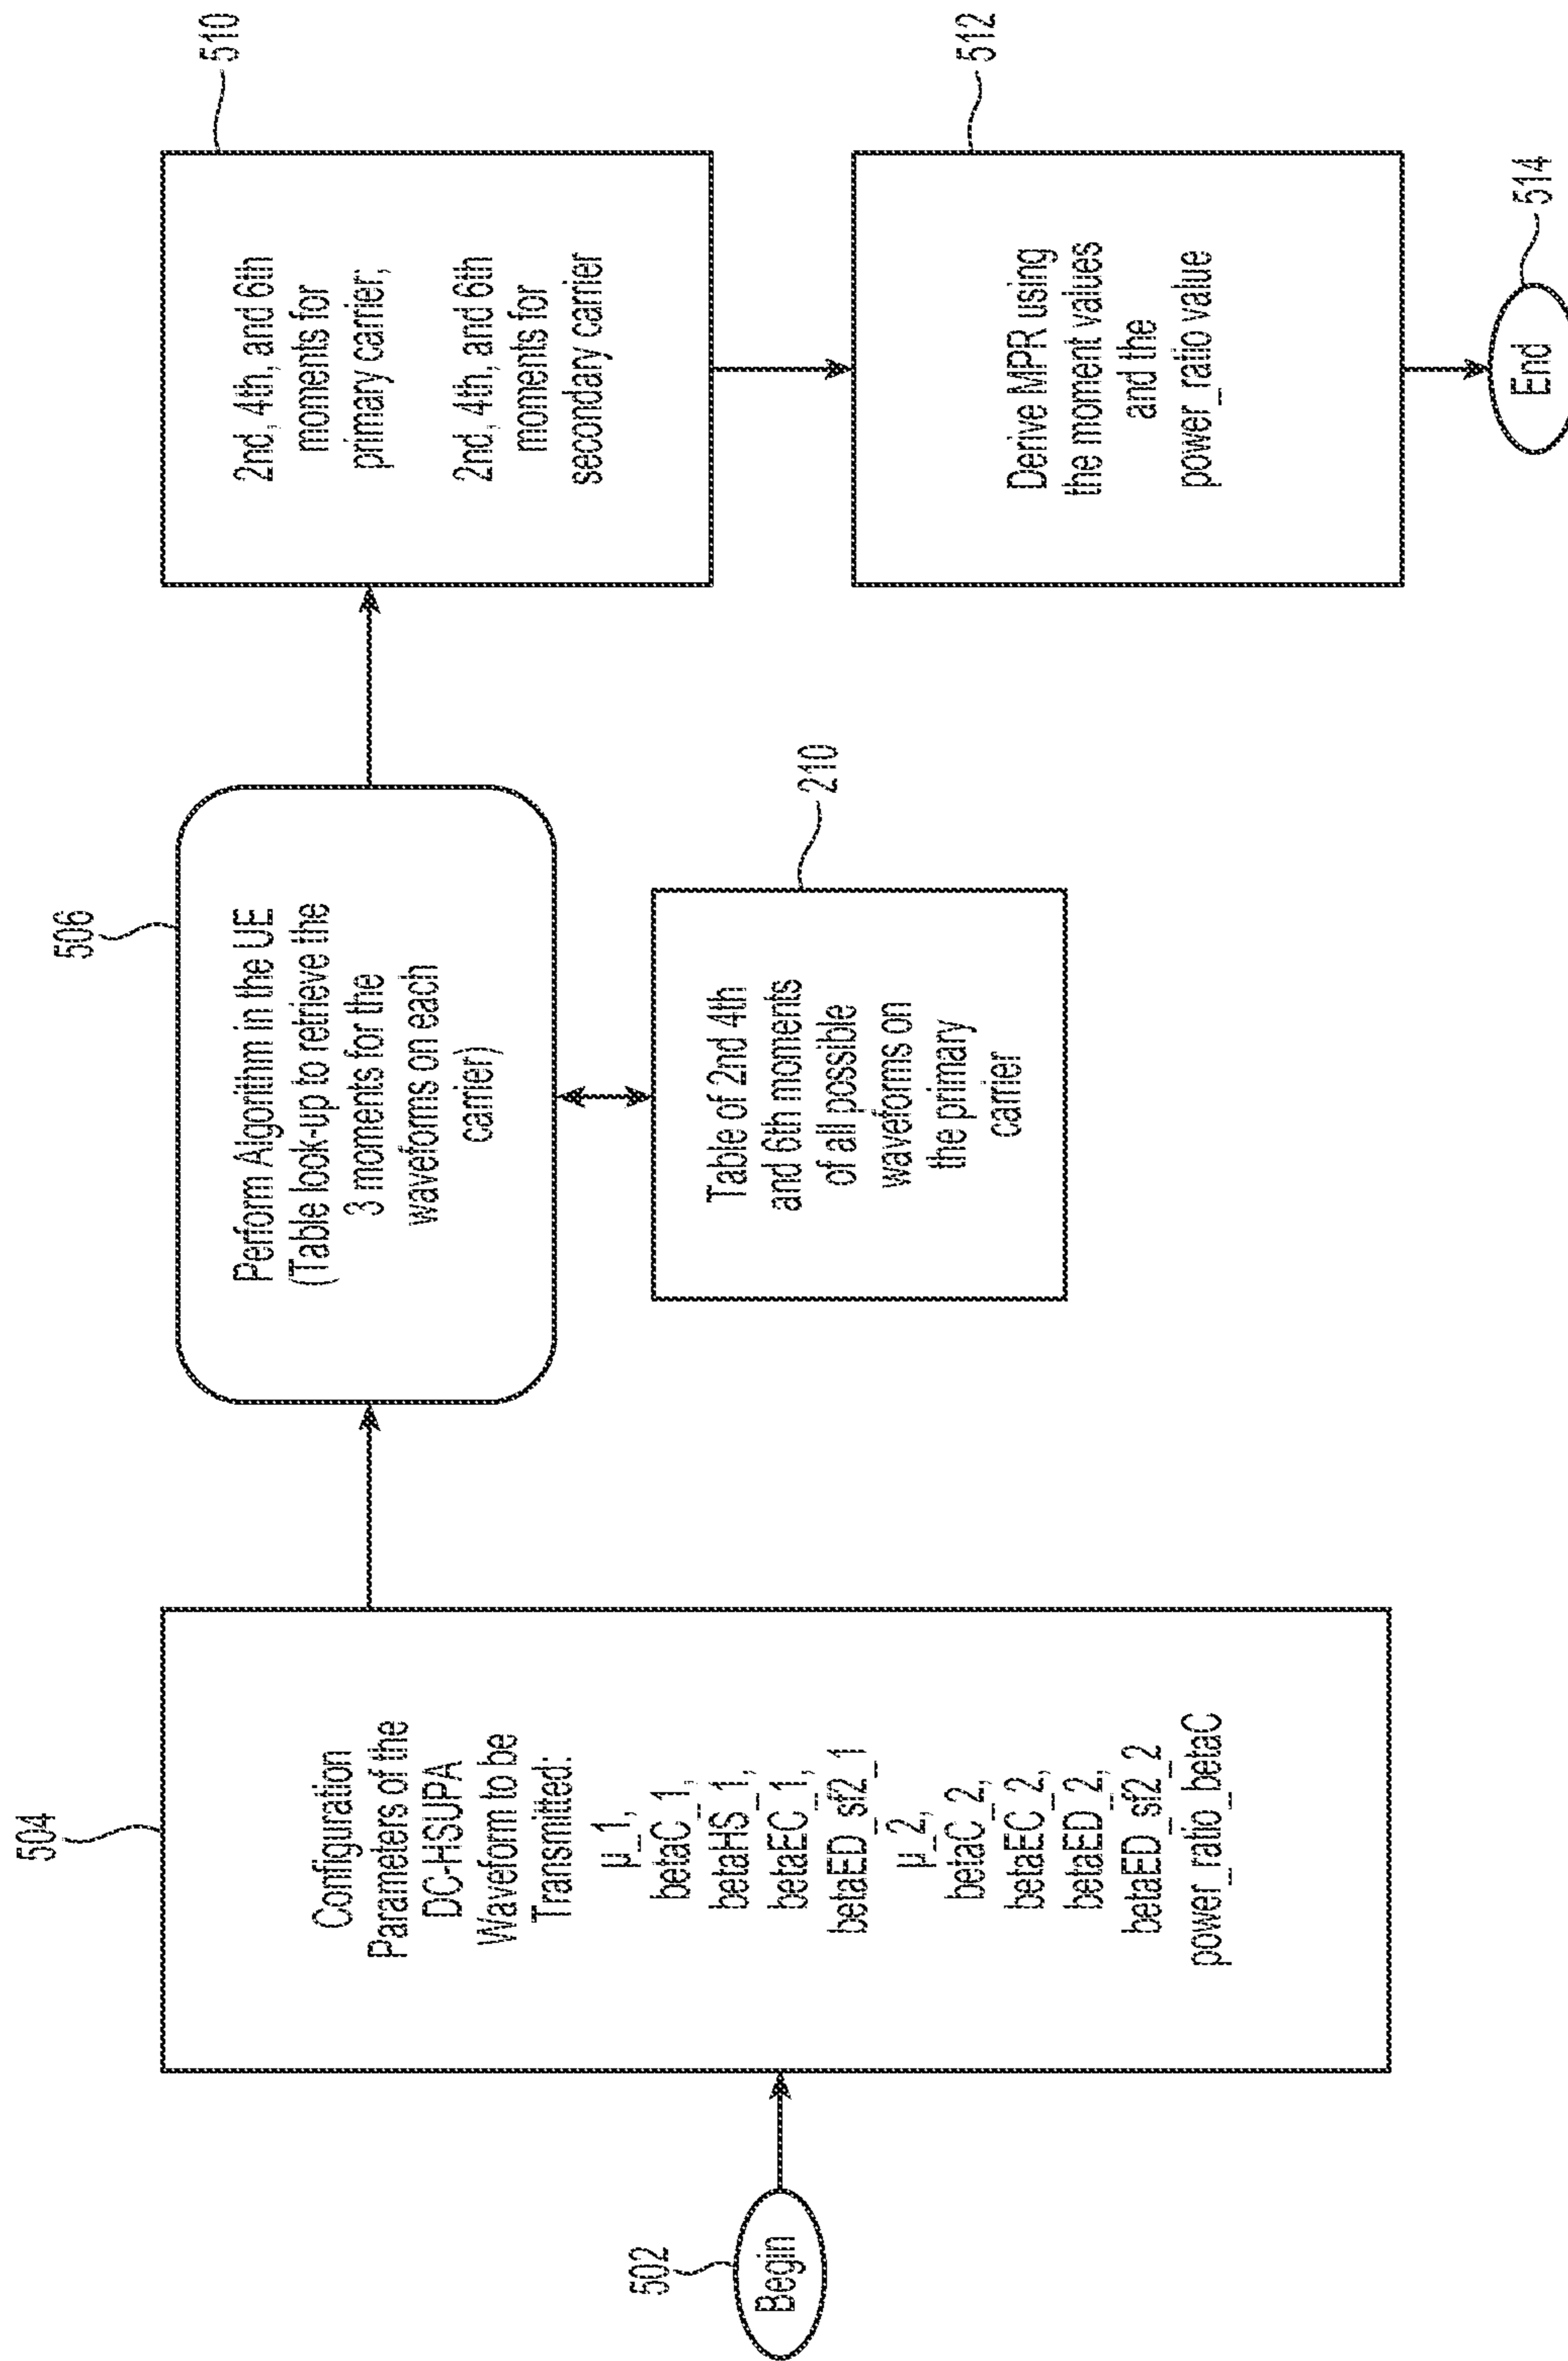 502
Begin
504
Configuration
Parameters of the
DC-HSUPA
Waveform to be
Transmitted:
μ_1,
betaC_1,
betaHS_1,
betaEC_1,
betaED_sf2_1
μ_2,
betaC_2,
betaEC_2,
betaED_2,
betaED_sf2_2
power_ratio_betaC
506
Perform Algorithm in the UE
(Table look-up to retrieve the
3 moments for the
waveforms on each
carrier)
210
Table of 2nd 4th
and 6th moments
of all possible
waveforms on
the primary
carrier
510
2nd, 4th, and 6th
moments for
primary carrier;
2nd, 4th, and 6th
moments for
secondary carrier
512
Derive MPR using
the moment values
and the
power_ratio value
514
End